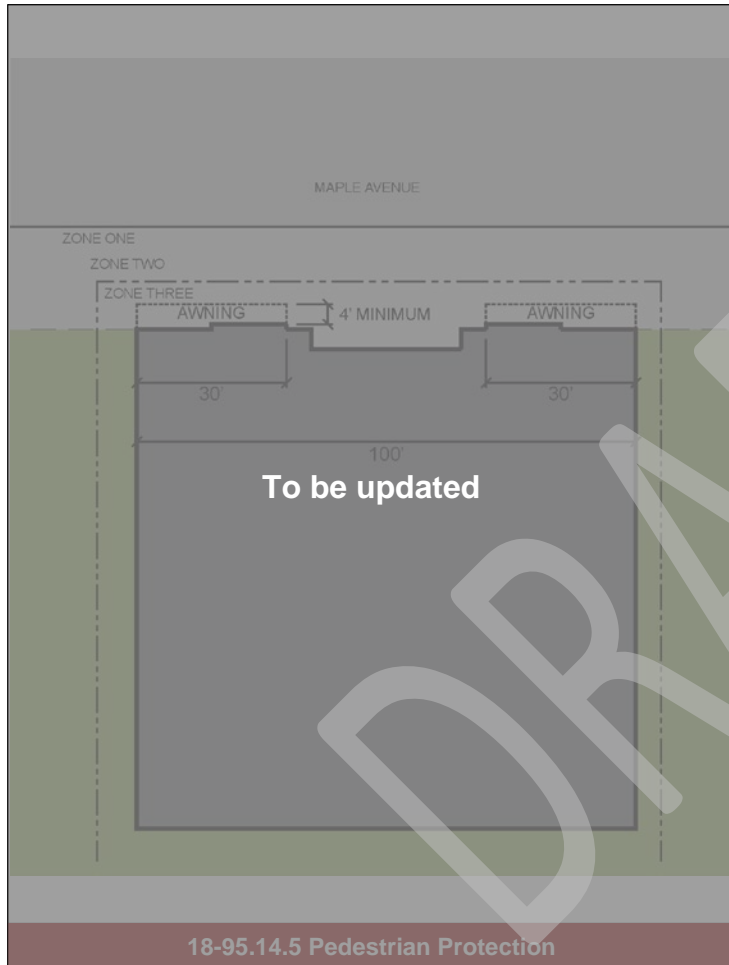 MAPLE AVENUE
ZONE ONE
ZONE TWO
ZONE THREE
AWNING 4' MINIMUM AWNING
30' 30'
100'
To be updated
DRA
18-95.14.5 Pedestrian Protection